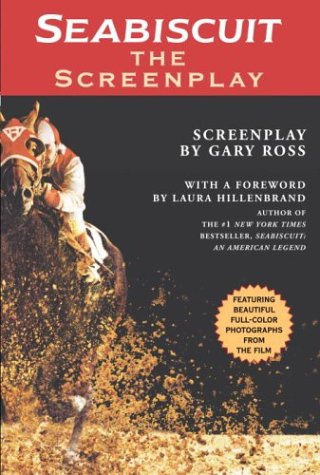 SEABISCUIT
THE
SCREENPLAY
SCREENPLAY
BY GARY ROSS
WITH A FOREWORD
BY LAURA HILLENBRAND
AUTHOR OF
THE #1 NEW YORK TIMES
BESTSELLER, SEABISCUIT:
AN AMERICAN LEGEND
FEATURING
BEAUTIFUL
FULL-COLOR
PHOTOGRAPHS
FROM
THE FILM